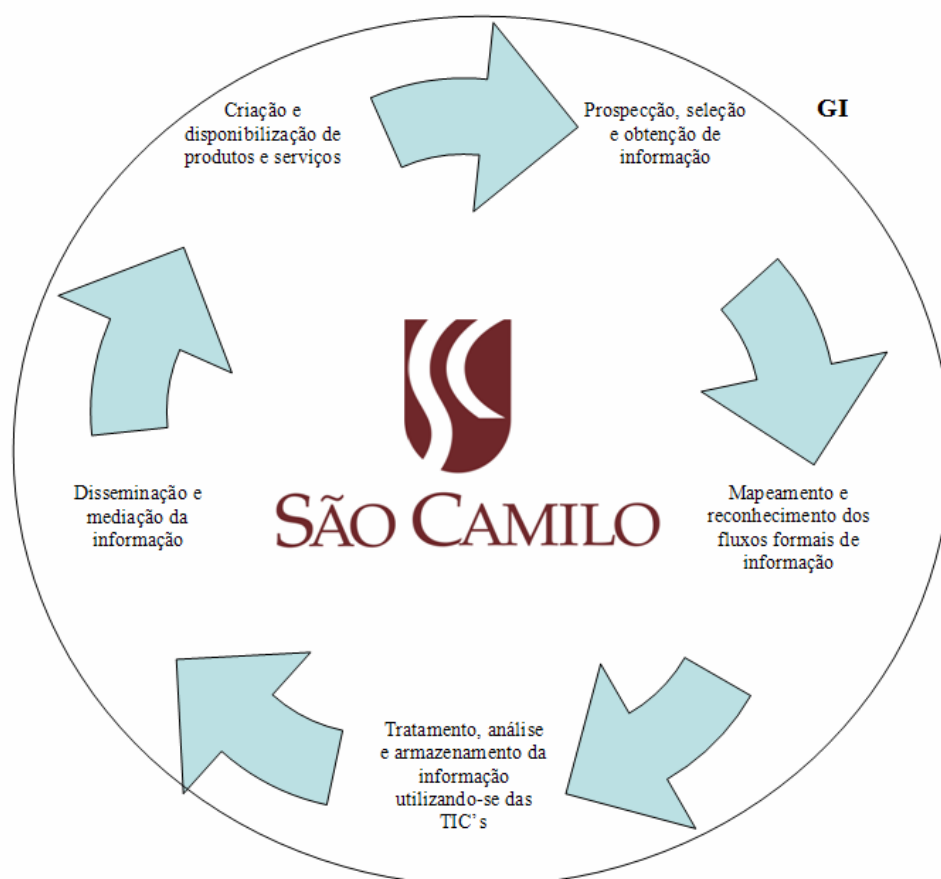 Criação e
disponibilização de
produtos e serviços
Prospecção, seleção
e obtenção de
informação
GI
Mapeamento e
reconhecimento dos
fluxos formais de
informação
Tratamento, análise
e armazenamento da
informação
utilizando-se das
TIC's
Disseminação e
mediação da
informação
SÃO CAMILO